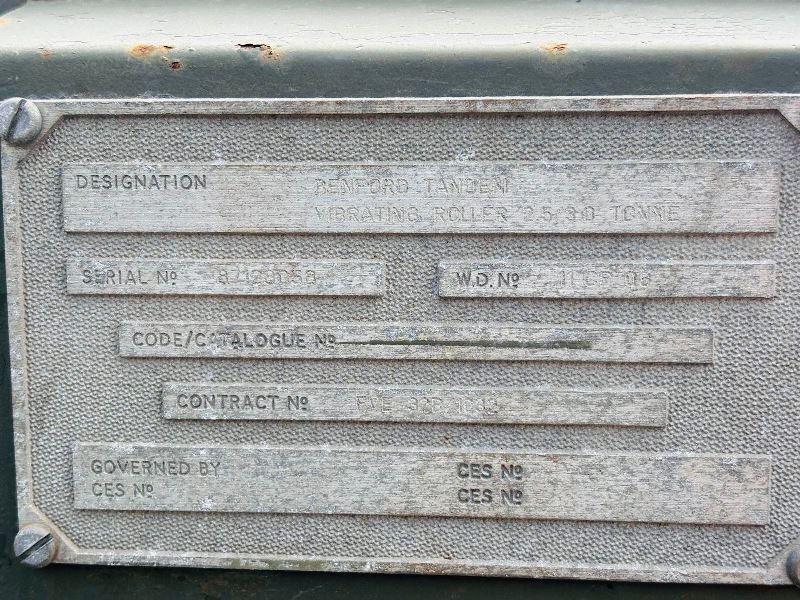 DESIGNATION BENFORD TANDEM
VIBRATING ROLLER 2.5/3.0 TONNE
SERIAL Nº
W.D. Nº
CODE/CATALOGUE Nº
CONTRACT Nº
GOVERNED BY CES Nº
CES Nº CES Nº